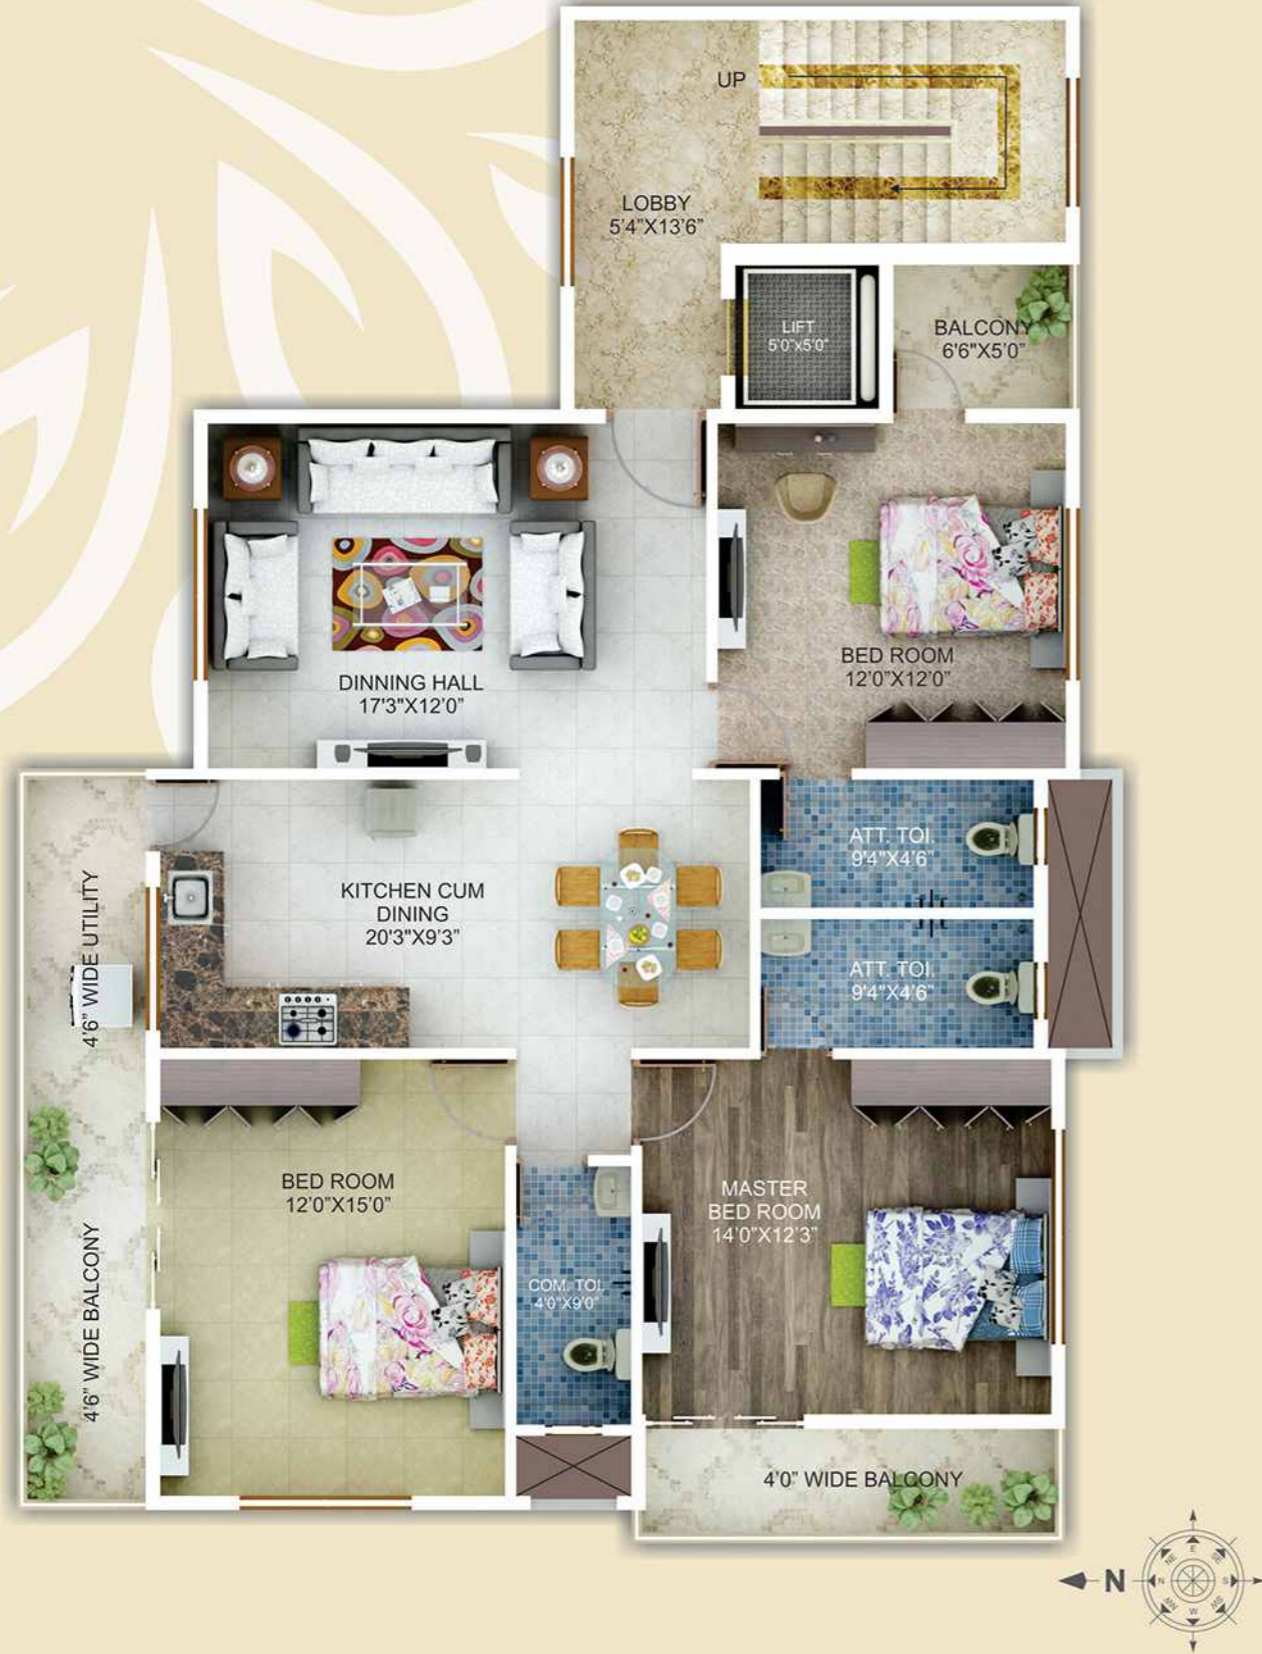 UP
LOBBY
5'4"X13'6"
LIFT
5'0"x5'0"
BALCONY
6'6"X5'0"
DINNING HALL
17'3"X12'0"
BED ROOM
12'0"X12'0"
4'6" WIDE UTILITY
KITCHEN CUM
DINING
20'3"X9'3"
ATT. TOI.
9'4"X4'6"
ATT. TOI.
9'4"X4'6"
4'6" WIDE BALCONY
BED ROOM
12'0"X15'0"
COM. TOI.
4'0"X9'0"
MASTER
BED ROOM
14'0"X12'3"
4'0" WIDE BALCONY
N
E
SE
S
SW
W
NW
N
NE